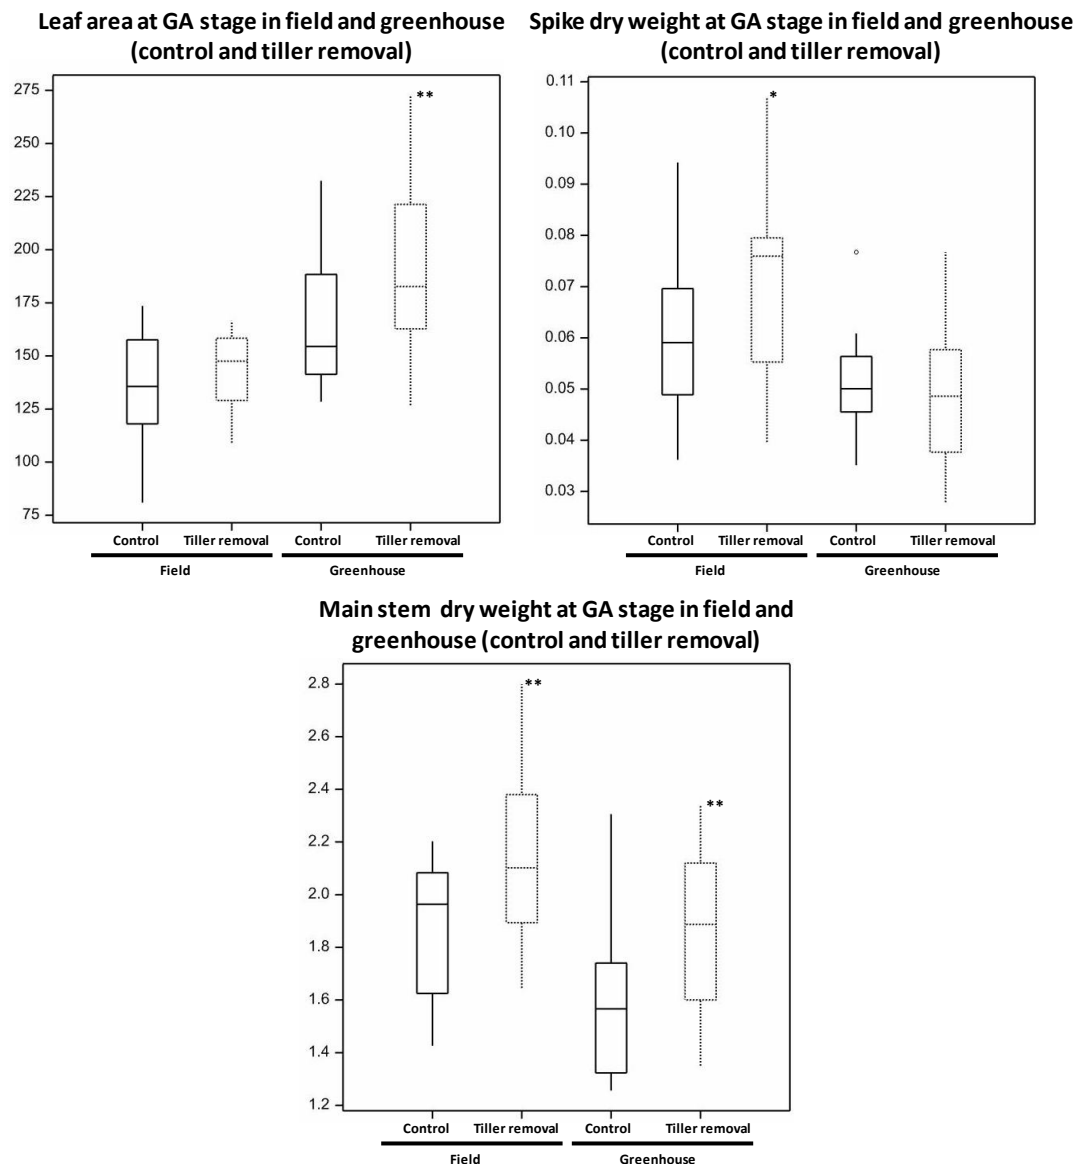 Leaf area at GA stage in field and greenhouse
(control and tiller removal)
275
250
225
200
175
150
125
100
75
**
Control Tiller removal Control Tiller removal
Field Greenhouse
Spike dry weight at GA stage in field and greenhouse
(control and tiller removal)
0.11
0.10
0.09
0.08
0.07
0.06
0.05
0.04
0.03
*
Control Tiller removal Control Tiller removal
Field Greenhouse
Main stem dry weight at GA stage in field and
greenhouse (control and tiller removal)
2.8
2.6
2.4
2.2
2.0
1.8
1.6
1.4
1.2
**
**
Control Tiller removal Control Tiller removal
Field Greenhouse